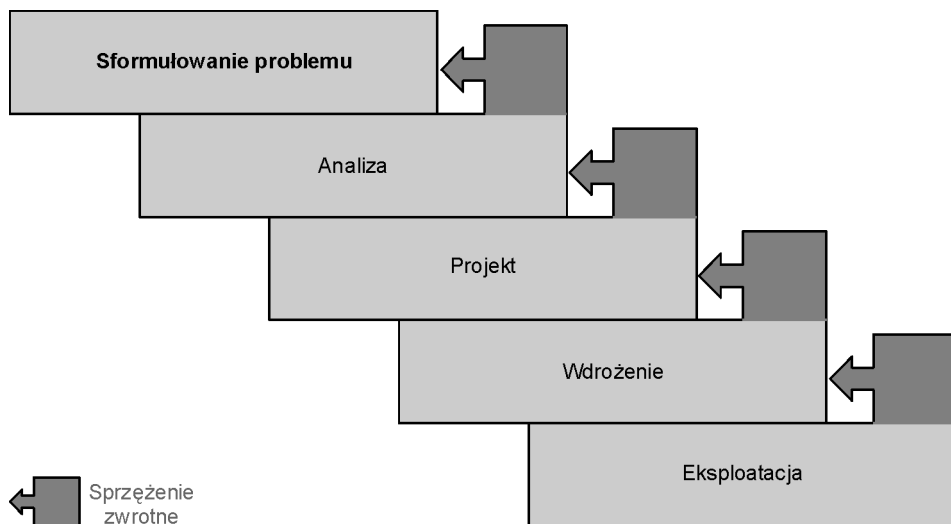 Sformułowanie problemu
Analiza
Projekt
Wdrożenie
Eksploatacja
Sprzężenie
zwrotne